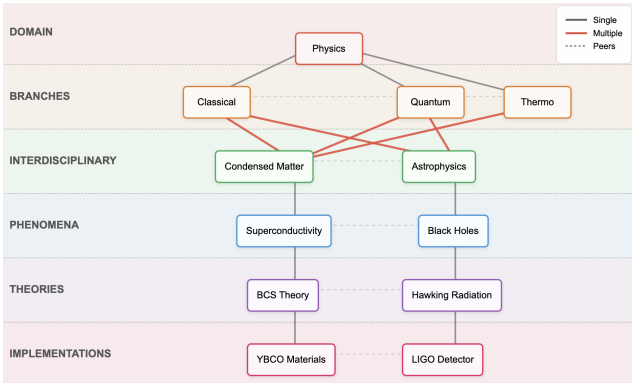 DOMAIN
Physics
Single
Multiple
Peers
BRANCHES
Classical
Quantum
Thermo
INTERDISCIPLINARY
Condensed Matter
Astrophysics
PHENOMENA
Superconductivity
Black Holes
THEORIES
BCS Theory
Hawking Radiation
IMPLEMENTATIONS
YBCO Materials
LIGO Detector